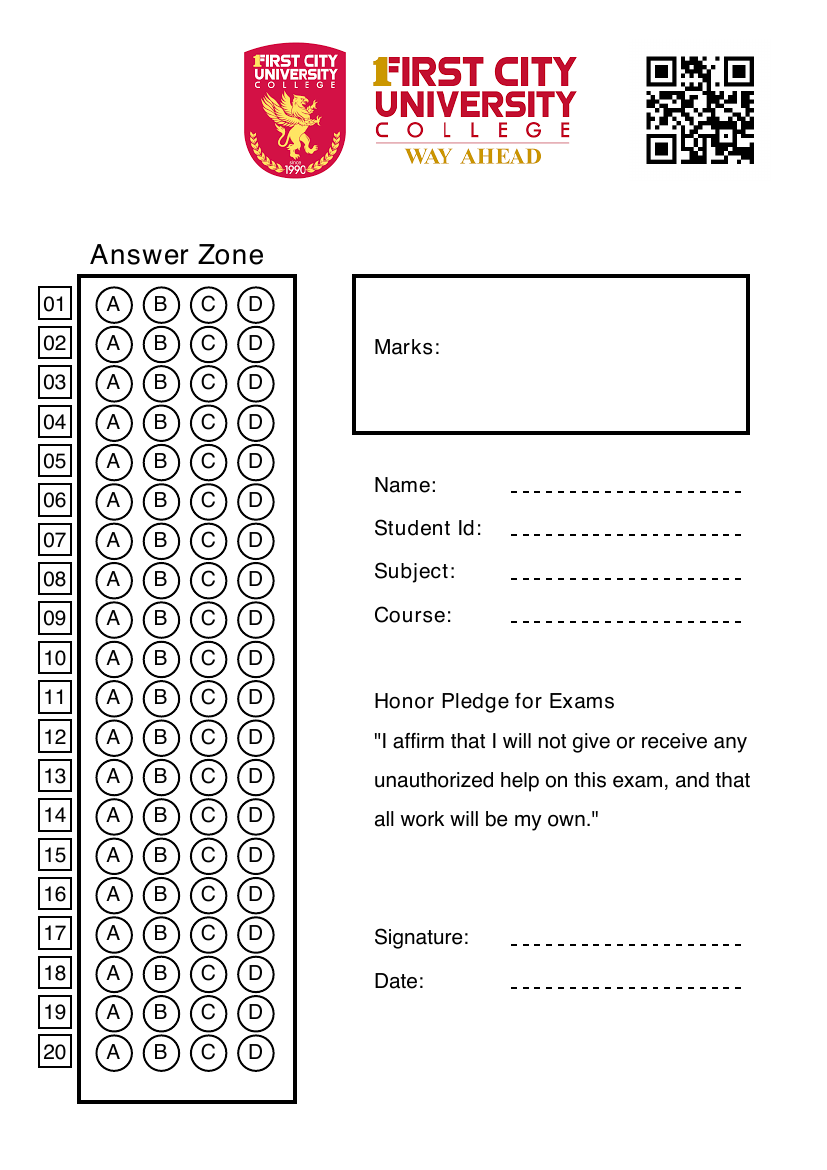 1FIRST CITY
UNIVERSITY
COLLEGE
since
1990
1FIRST CITY
UNIVERSITY
COLLEGE
WAY AHEAD
Answer Zone
01 A B C D
02 A B C D
03 A B C D
04 A B C D
05 A B C D
06 A B C D
07 A B C D
08 A B C D
09 A B C D
10 A B C D
11 A B C D
12 A B C D
13 A B C D
14 A B C D
15 A B C D
16 A B C D
17 A B C D
18 A B C D
19 A B C D
20 A B C D
Marks:
Name:
Student Id:
Subject:
Course:
Honor Pledge for Exams
"I affirm that I will not give or receive any
unauthorized help on this exam, and that
all work will be my own."
Signature:
Date: